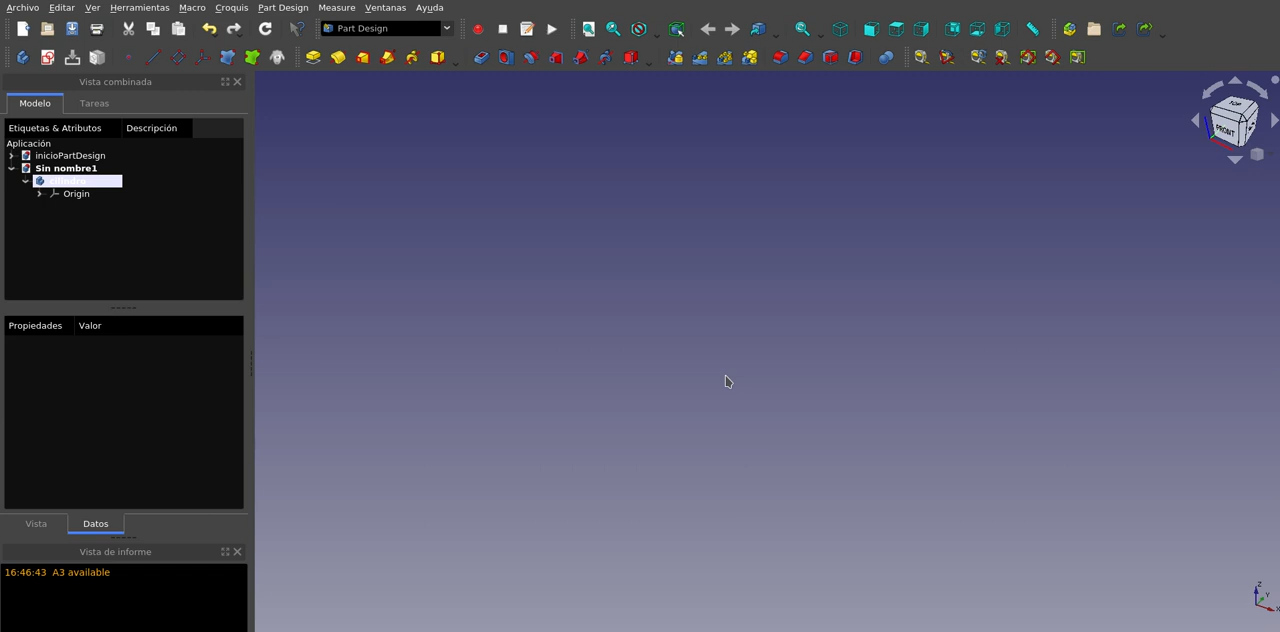 Archivo Editar Ver Herramientas Macro Croquis Part Design Measure Ventanas Ayuda
Part Design
Vista combinada
Modelo Tareas
Etiquetas & Atributos Descripción
Aplicación
inicioPartDesign
Sin nombre1
Origin
Propiedades Valor
Vista Datos
Vista de informe
16:46:43 A3 available
TOP
FRONT
Z
Y
X